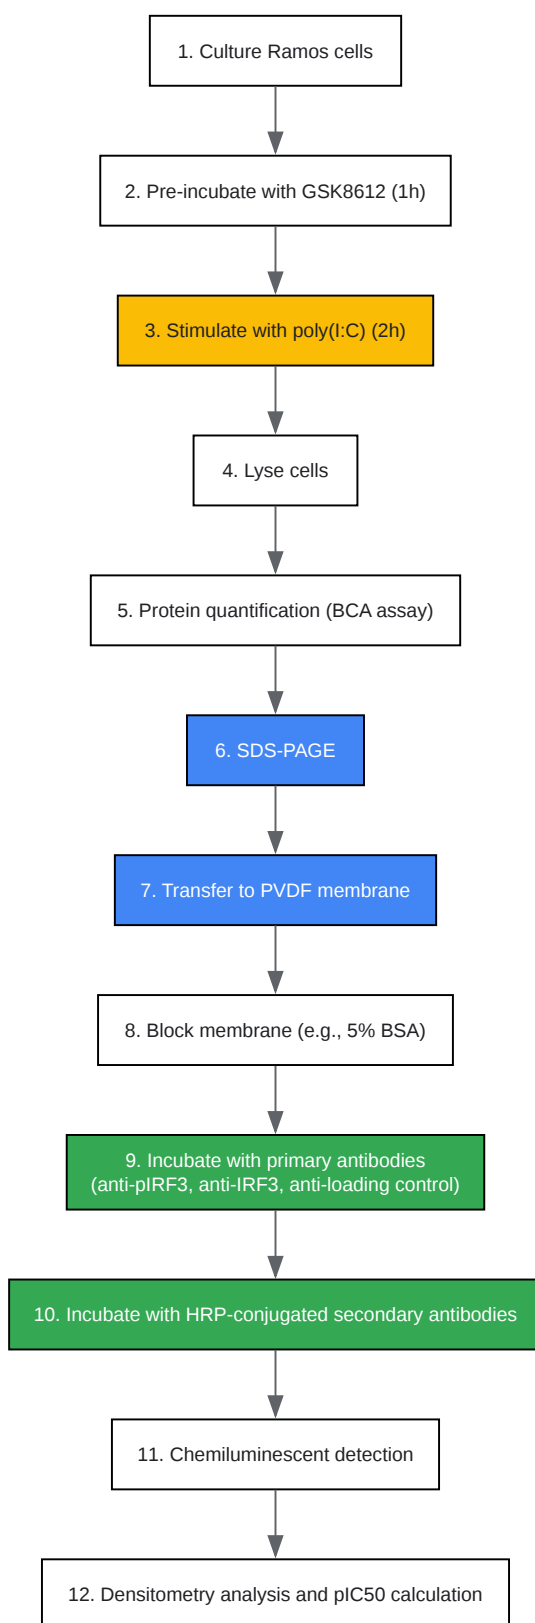 1. Culture Ramos cells
2. Pre-incubate with GSK8612 (1h)
3. Stimulate with poly(I:C) (2h)
4. Lyse cells
5. Protein quantification (BCA assay)
6. SDS-PAGE
7. Transfer to PVDF membrane
8. Block membrane (e.g., 5% BSA)
9. Incubate with primary antibodies
(anti-pIRF3, anti-IRF3, anti-loading control)
10. Incubate with HRP-conjugated secondary antibodies
11. Chemiluminescent detection
12. Densitometry analysis and pIC50 calculation